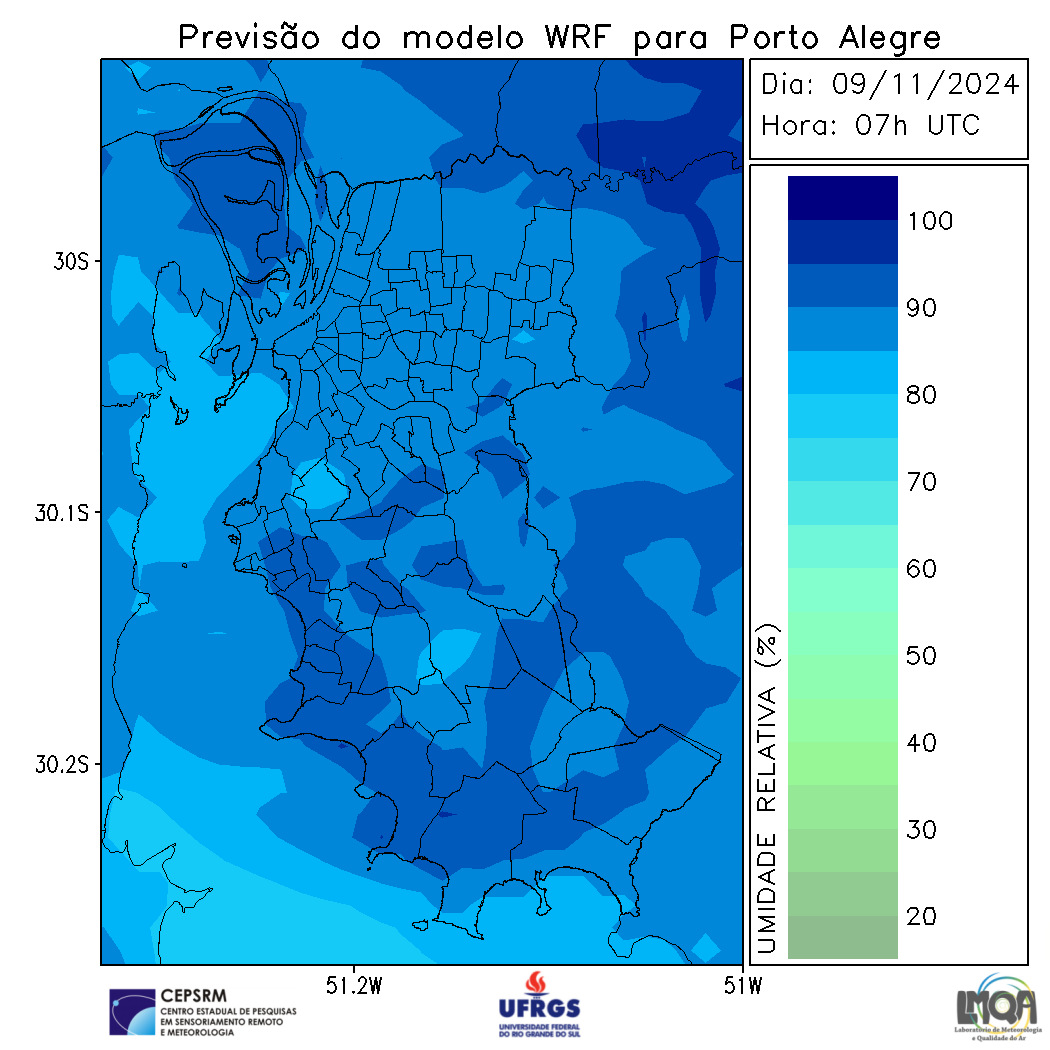 Previsão do modelo WRF para Porto Alegre
Dia: 09/11/2024
Hora: 07h UTC
30S
30.1S
30.2S
51.2W
51W
100
90
80
70
60
50
40
30
20
UMIDADE RELATIVA (%)
CEPSRM
CENTRO ESTADUAL DE PESQUISAS
EM SENSORIAMENTO REMOTO
E METEOROLOGIA
UFRGS
UNIVERSIDADE FEDERAL
DO RIO GRANDE DO SUL
LMQA
Laboratório de Meteorologia
e Qualidade do Ar